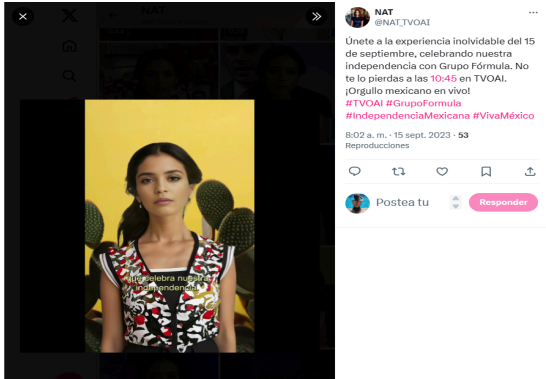 NAT
NAT
@NAT_TVOAI
Únete a la experiencia inolvidable del 15
de septiembre, celebrando nuestra
independencia con Grupo Fórmula. No
te lo pierdas a las 10:45 en TVOAI.
¡Orgullo mexicano en vivo!
#TVOAI #GrupoFormula
#IndependenciaMexicana #VivaMéxico
8:02 a. m. · 15 sept. 2023 · 53
Reproducciones
Postea tu
Responder
que celebra nuestra
independencia